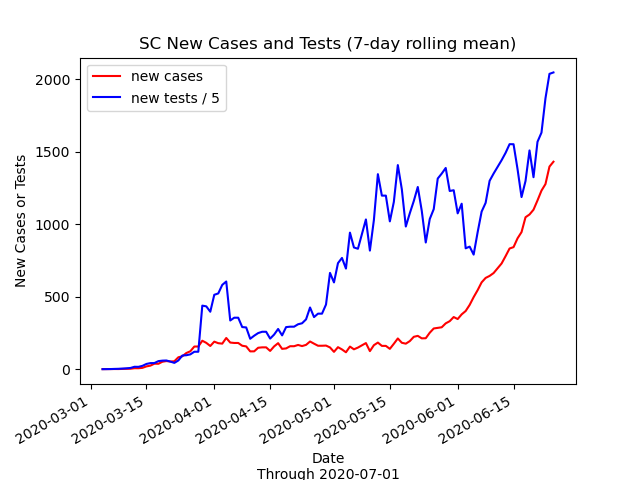 SC New Cases and Tests (7-day rolling mean)
new cases
new tests / 5
New Cases or Tests
2000
1500
1000
500
0
2020-03-01
2020-03-15
2020-04-01
2020-04-15
2020-05-01
2020-05-15
2020-06-01
2020-06-15
Date
Through 2020-07-01